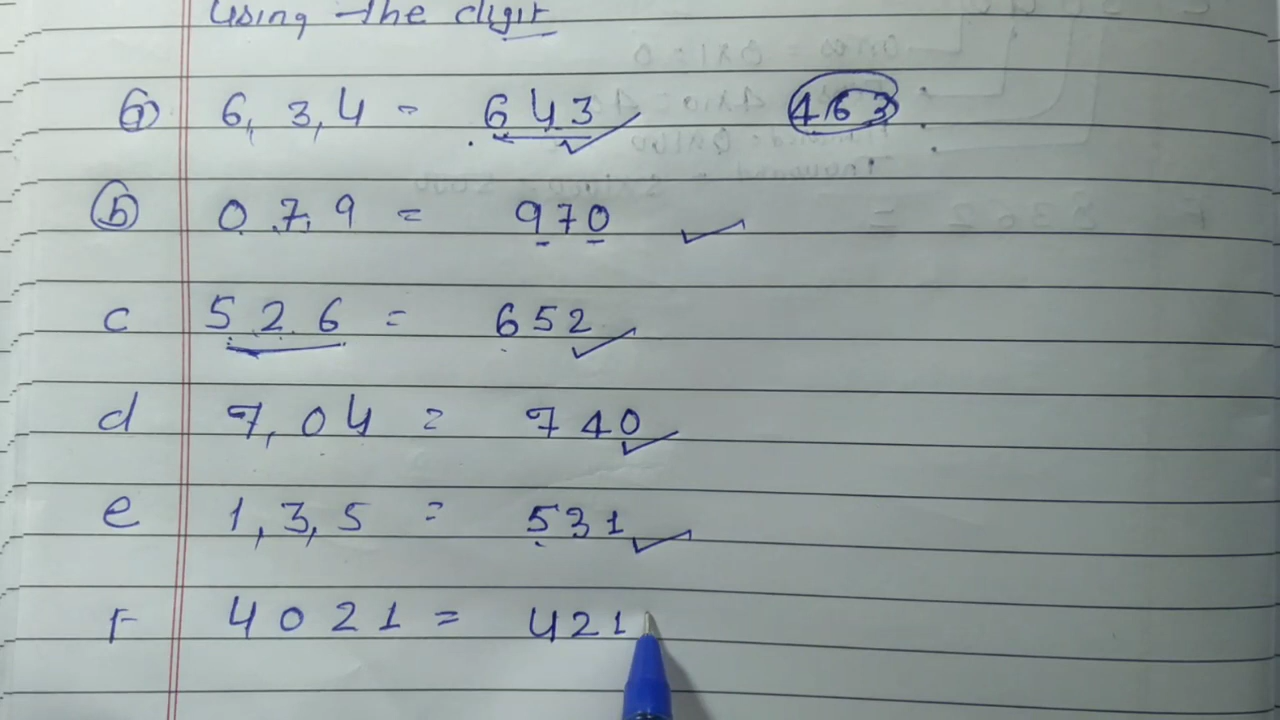 using the digit
(a) 6, 3, 4 = 643 463
(b) 0, 7, 9 = 970
c 5 2 6 = 652
d 7, 0 4 = 740
e 1, 3, 5 = 531
F 4 0 2 1 = 421